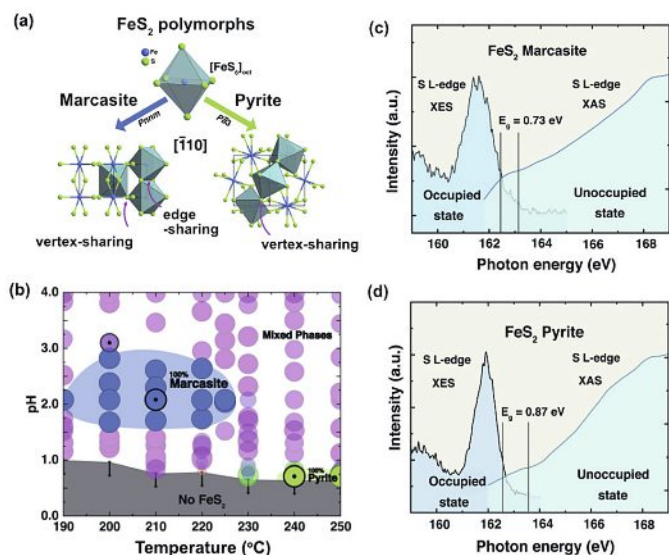 (a)
FeS₂ polymorphs
Fe
S
[FeS₆]oct
Marcasite
Pyrite
Pnnm
Pa3
[1̄10]
edge
-sharing
vertex-sharing
vertex-sharing
(b)
4.0
3.0
2.0
1.0
0.0
pH
Mixed Phases
100%
Marcasite
100%
Pyrite
No FeS₂
190 200 210 220 230 240 250
Temperature (°C)
(c)
FeS₂ Marcasite
S L-edge
XES
S L-edge
XAS
E_g = 0.73 eV
Occupied
state
Unoccupied
state
Intensity (a.u.)
160 162 164 166 168
Photon energy (eV)
(d)
FeS₂ Pyrite
S L-edge
XES
S L-edge
XAS
E_g = 0.87 eV
Occupied
state
Unoccupied
state
Intensity (a.u.)
160 162 164 166 168
Photon energy (eV)